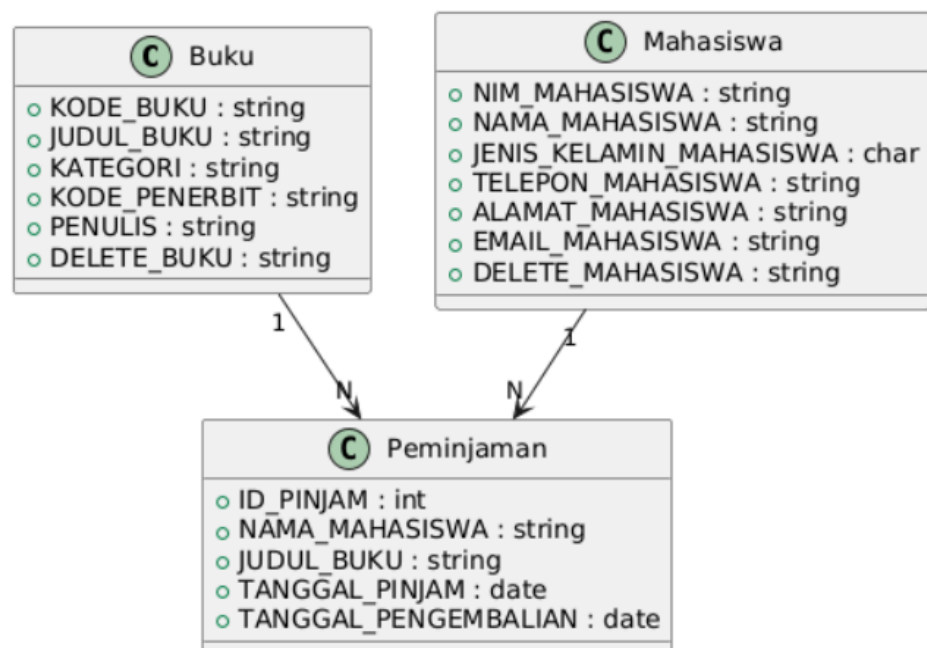 C Buku
KODE_BUKU : string
JUDUL_BUKU : string
KATEGORI : string
KODE_PENERBIT : string
PENULIS : string
DELETE_BUKU : string
C Mahasiswa
NIM_MAHASISWA : string
NAMA_MAHASISWA : string
JENIS_KELAMIN_MAHASISWA : char
TELEPON_MAHASISWA : string
ALAMAT_MAHASISWA : string
EMAIL_MAHASISWA : string
DELETE_MAHASISWA : string
1
1
N
N
C Peminjaman
ID_PINJAM : int
NAMA_MAHASISWA : string
JUDUL_BUKU : string
TANGGAL_PINJAM : date
TANGGAL_PENGEMBALIAN : date